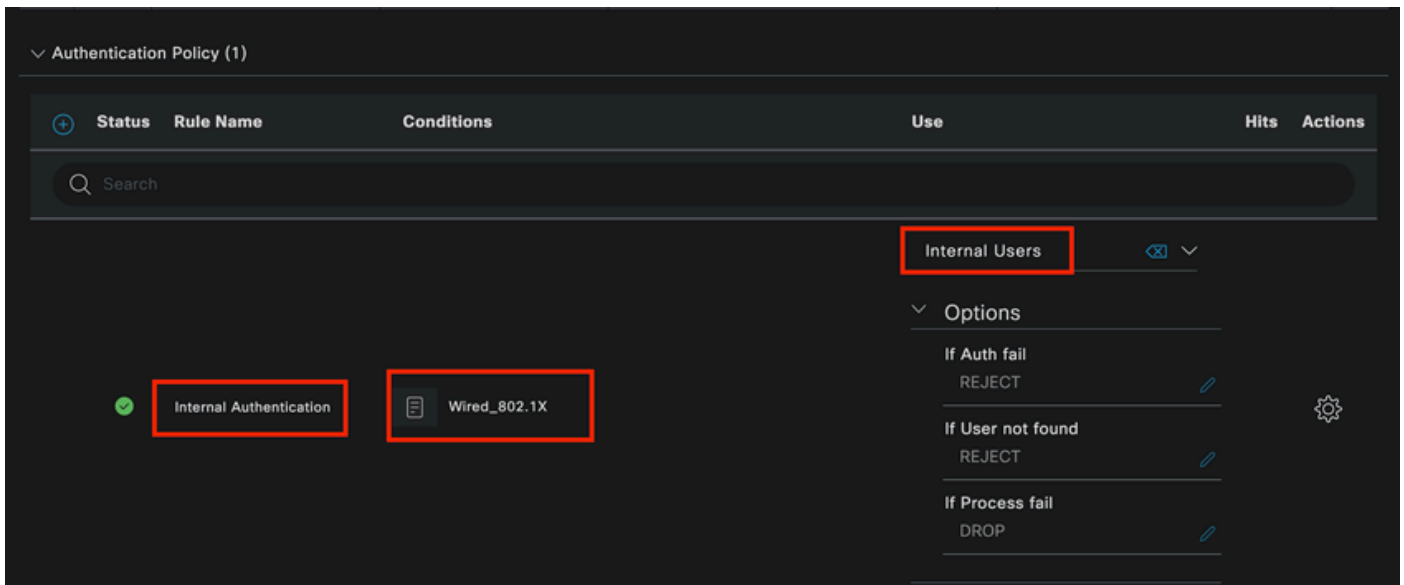 Authentication Policy (1)
Status Rule Name Conditions Use Hits Actions
Search
Internal Users
Options
If Auth fail
REJECT
Internal Authentication Wired_802.1X
If User not found
REJECT
If Process fail
DROP